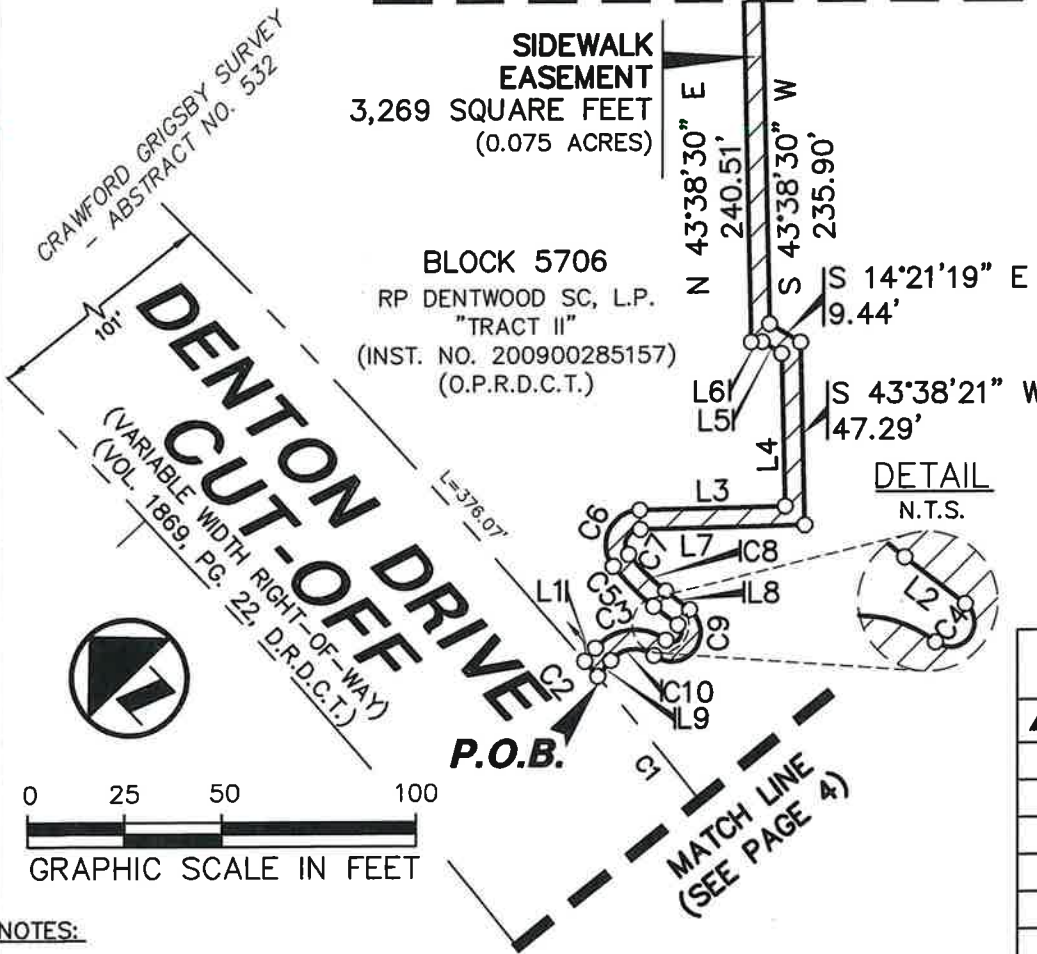 SIDEWALK
EASEMENT
3,269 SQUARE FEET
(0.075 ACRES)
N 43°38'30" E
240.51'
S 43°38'30" W
235.90'
CRAWFORD GRIGSBY SURVEY
- ABSTRACT NO. 532
BLOCK 5706
RP DENTWOOD SC, L.P.
"TRACT II"
(INST. NO. 200900285157)
(O.P.R.D.C.T.)
S 14°21'19" E
9.44'
S 43°38'21" W
47.29'
101'
DENTON DRIVE
CUT-OFF
(VARIABLE WIDTH RIGHT-OF-WAY)
(VOL. 1869, PG. 22, D.R.D.C.T.)
L=376.07'
L6
L5
L4
L3
L7
C6
C7
C8
L8
C5
C3
C9
L1
C2
C10
L9
C1
DETAIL
N.T.S.
L2
C4
Z
P.O.B.
MATCH LINE
(SEE PAGE 4)
0 25 50 100
GRAPHIC SCALE IN FEET
NOTES: